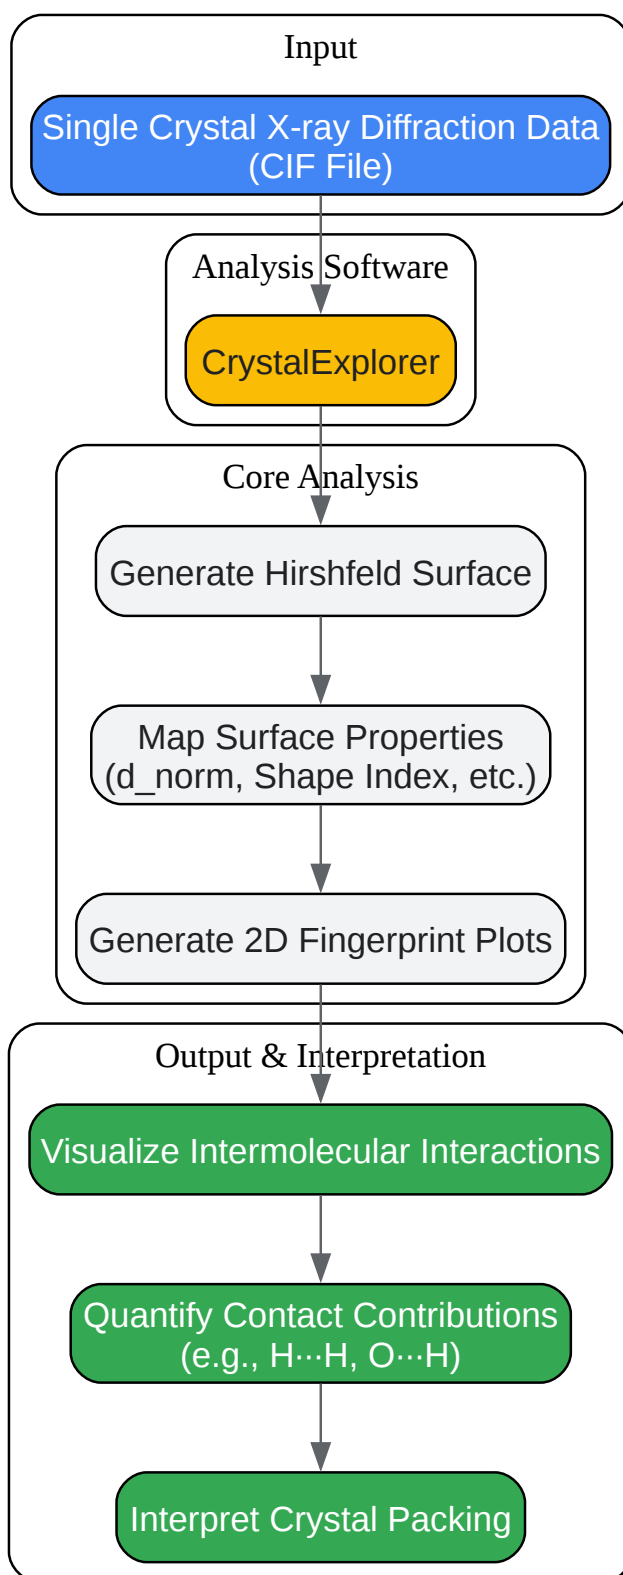 Input
Single Crystal X-ray Diffraction Data
(CIF File)
Analysis Software
CrystalExplorer
Core Analysis
Generate Hirshfeld Surface
Map Surface Properties
(d_norm, Shape Index, etc.)
Generate 2D Fingerprint Plots
Output & Interpretation
Visualize Intermolecular Interactions
Quantify Contact Contributions
(e.g., H···H, O···H)
Interpret Crystal Packing